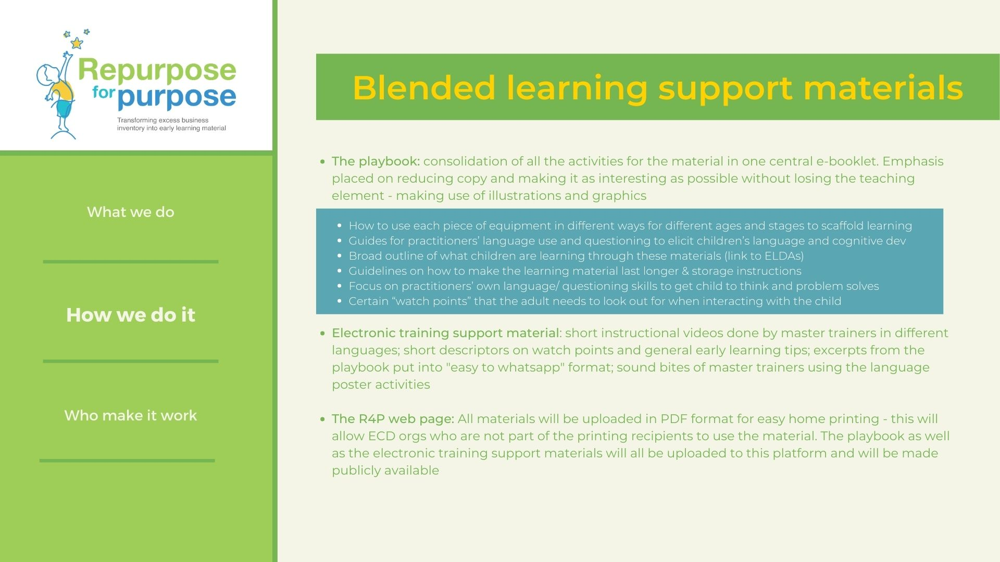 Repurpose
for purpose
Transforming excess business
inventory into early learning material
What we do
How we do it
Who make it work
Blended learning support materials
• The playbook: consolidation of all the activities for the material in one central e-booklet. Emphasis
placed on reducing copy and making it as interesting as possible without losing the teaching
element - making use of illustrations and graphics
• How to use each piece of equipment in different ways for different ages and stages to scaffold learning
• Guides for practitioners’ language use and questioning to elicit children’s language and cognitive dev
• Broad outline of what children are learning through these materials (link to ELDAs)
• Guidelines on how to make the learning material last longer & storage instructions
• Focus on practitioners’ own language/ questioning skills to get child to think and problem solves
• Certain “watch points” that the adult needs to look out for when interacting with the child
• Electronic training support material: short instructional videos done by master trainers in different
languages; short descriptors on watch points and general early learning tips; excerpts from the
playbook put into "easy to whatsapp" format; sound bites of master trainers using the language
poster activities
• The R4P web page: All materials will be uploaded in PDF format for easy home printing - this will
allow ECD orgs who are not part of the printing recipients to use the material. The playbook as well
as the electronic training support materials will all be uploaded to this platform and will be made
publicly available